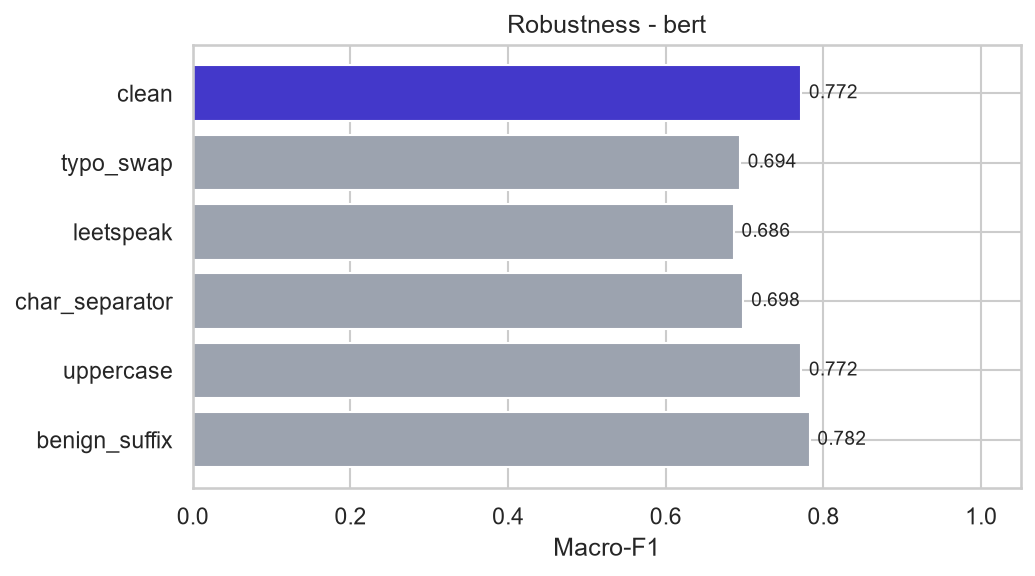 Robustness - bert
clean 0.772
typo_swap 0.694
leetspeak 0.686
char_separator 0.698
uppercase 0.772
benign_suffix 0.782
0.0 0.2 0.4 0.6 0.8 1.0
Macro-F1